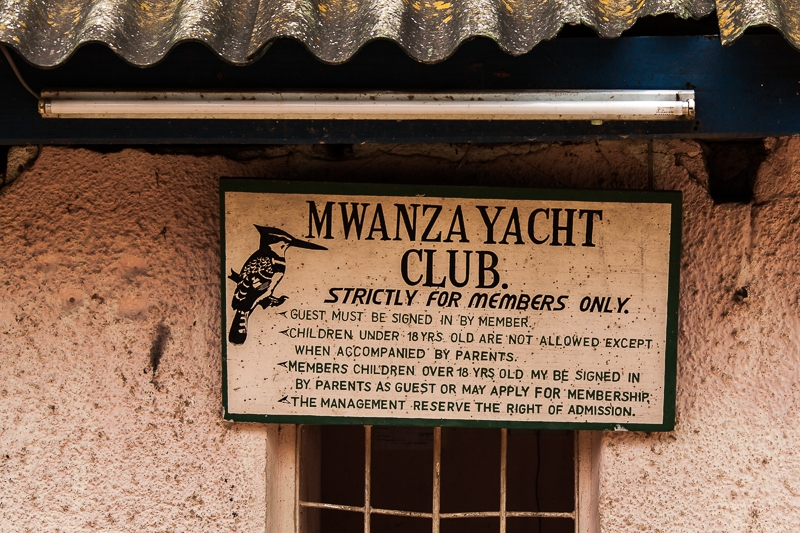 MWANZA YACHT
CLUB.
STRICTLY FOR MEMBERS ONLY.
GUEST MUST BE SIGNED IN BY MEMBER.
CHILDREN UNDER 18 YRS OLD ARE NOT ALLOWED EXCEPT
WHEN ACCOMPANIED BY PARENTS.
MEMBERS CHILDREN OVER 18 YRS OLD MY BE SIGNED IN
BY PARENTS AS GUEST OR MAY APPLY FOR MEMBERSHIP.
THE MANAGEMENT RESERVE THE RIGHT OF ADMISSION.